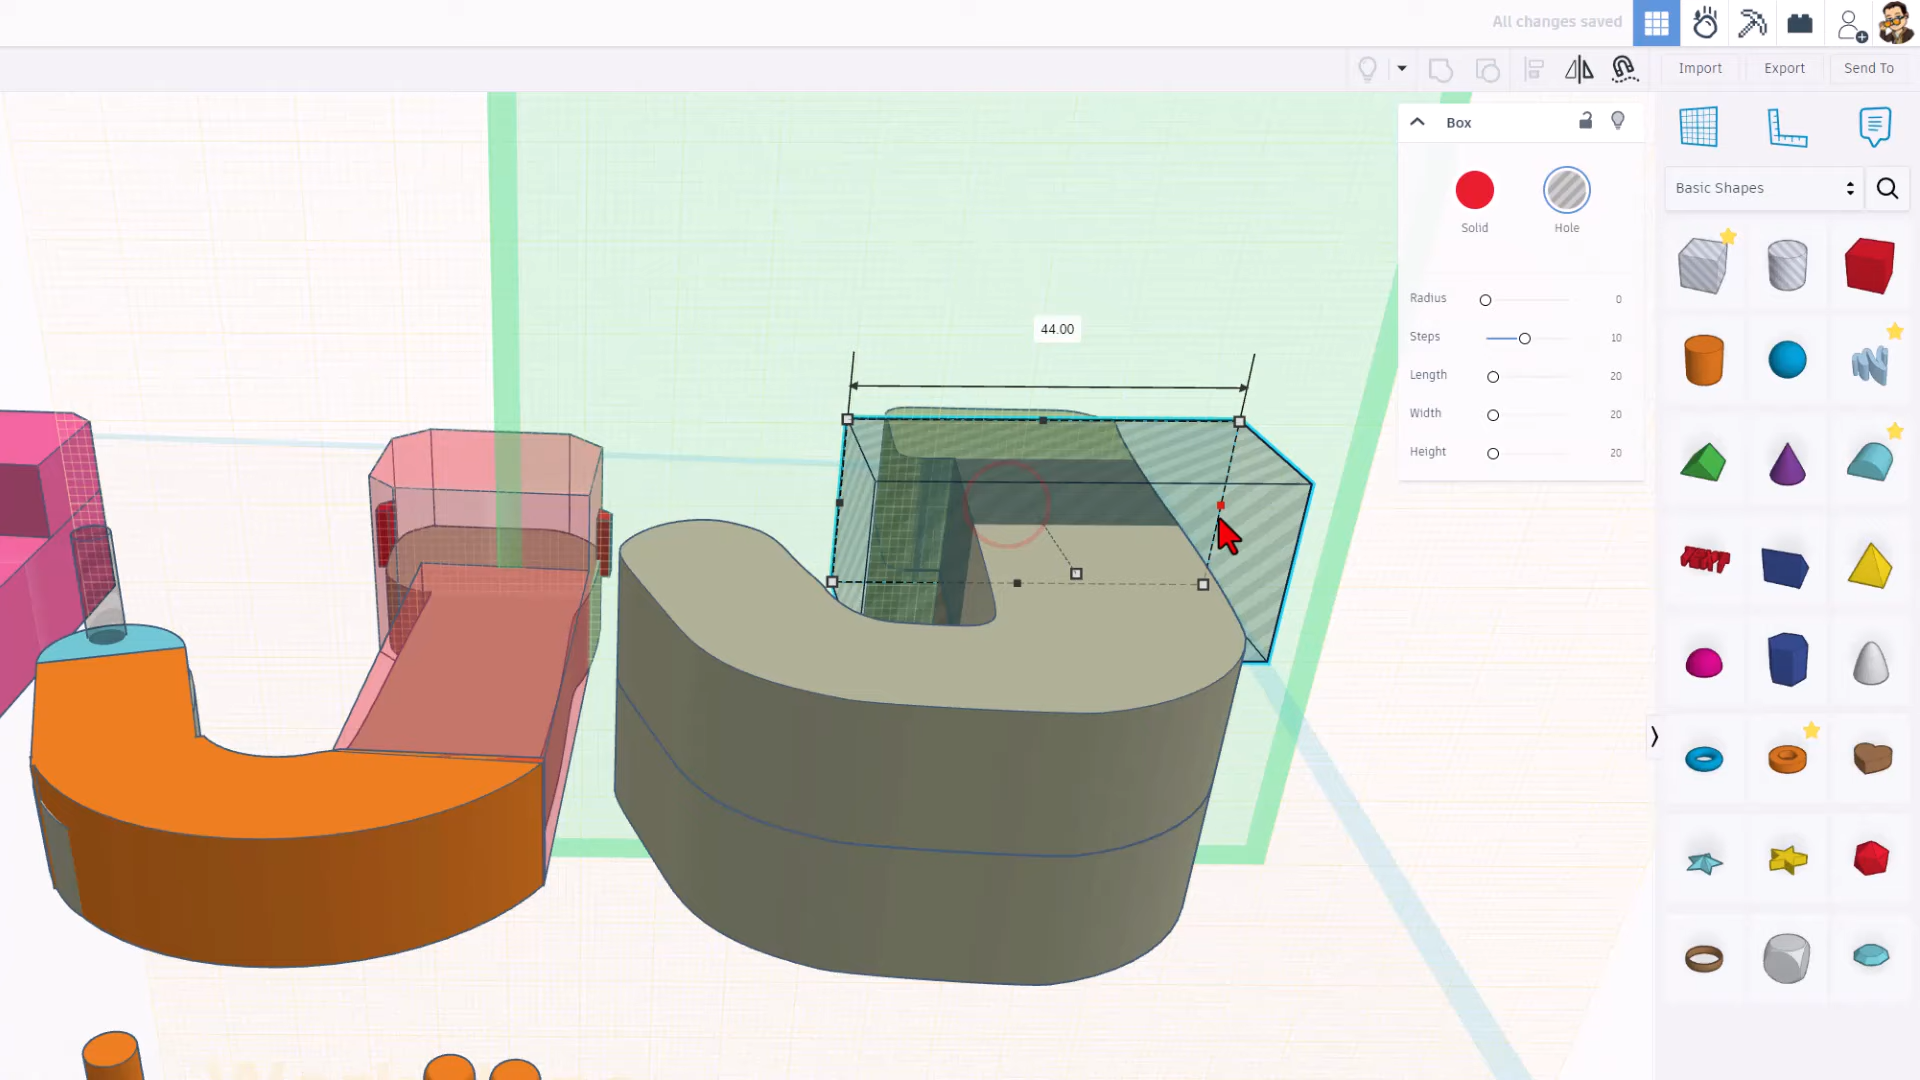 All changes saved
Import
Export
Send To
Box
Solid
Hole
Basic Shapes
Radius
0
Steps
10
Length
20
Width
20
Height
20
44.00
TEXT